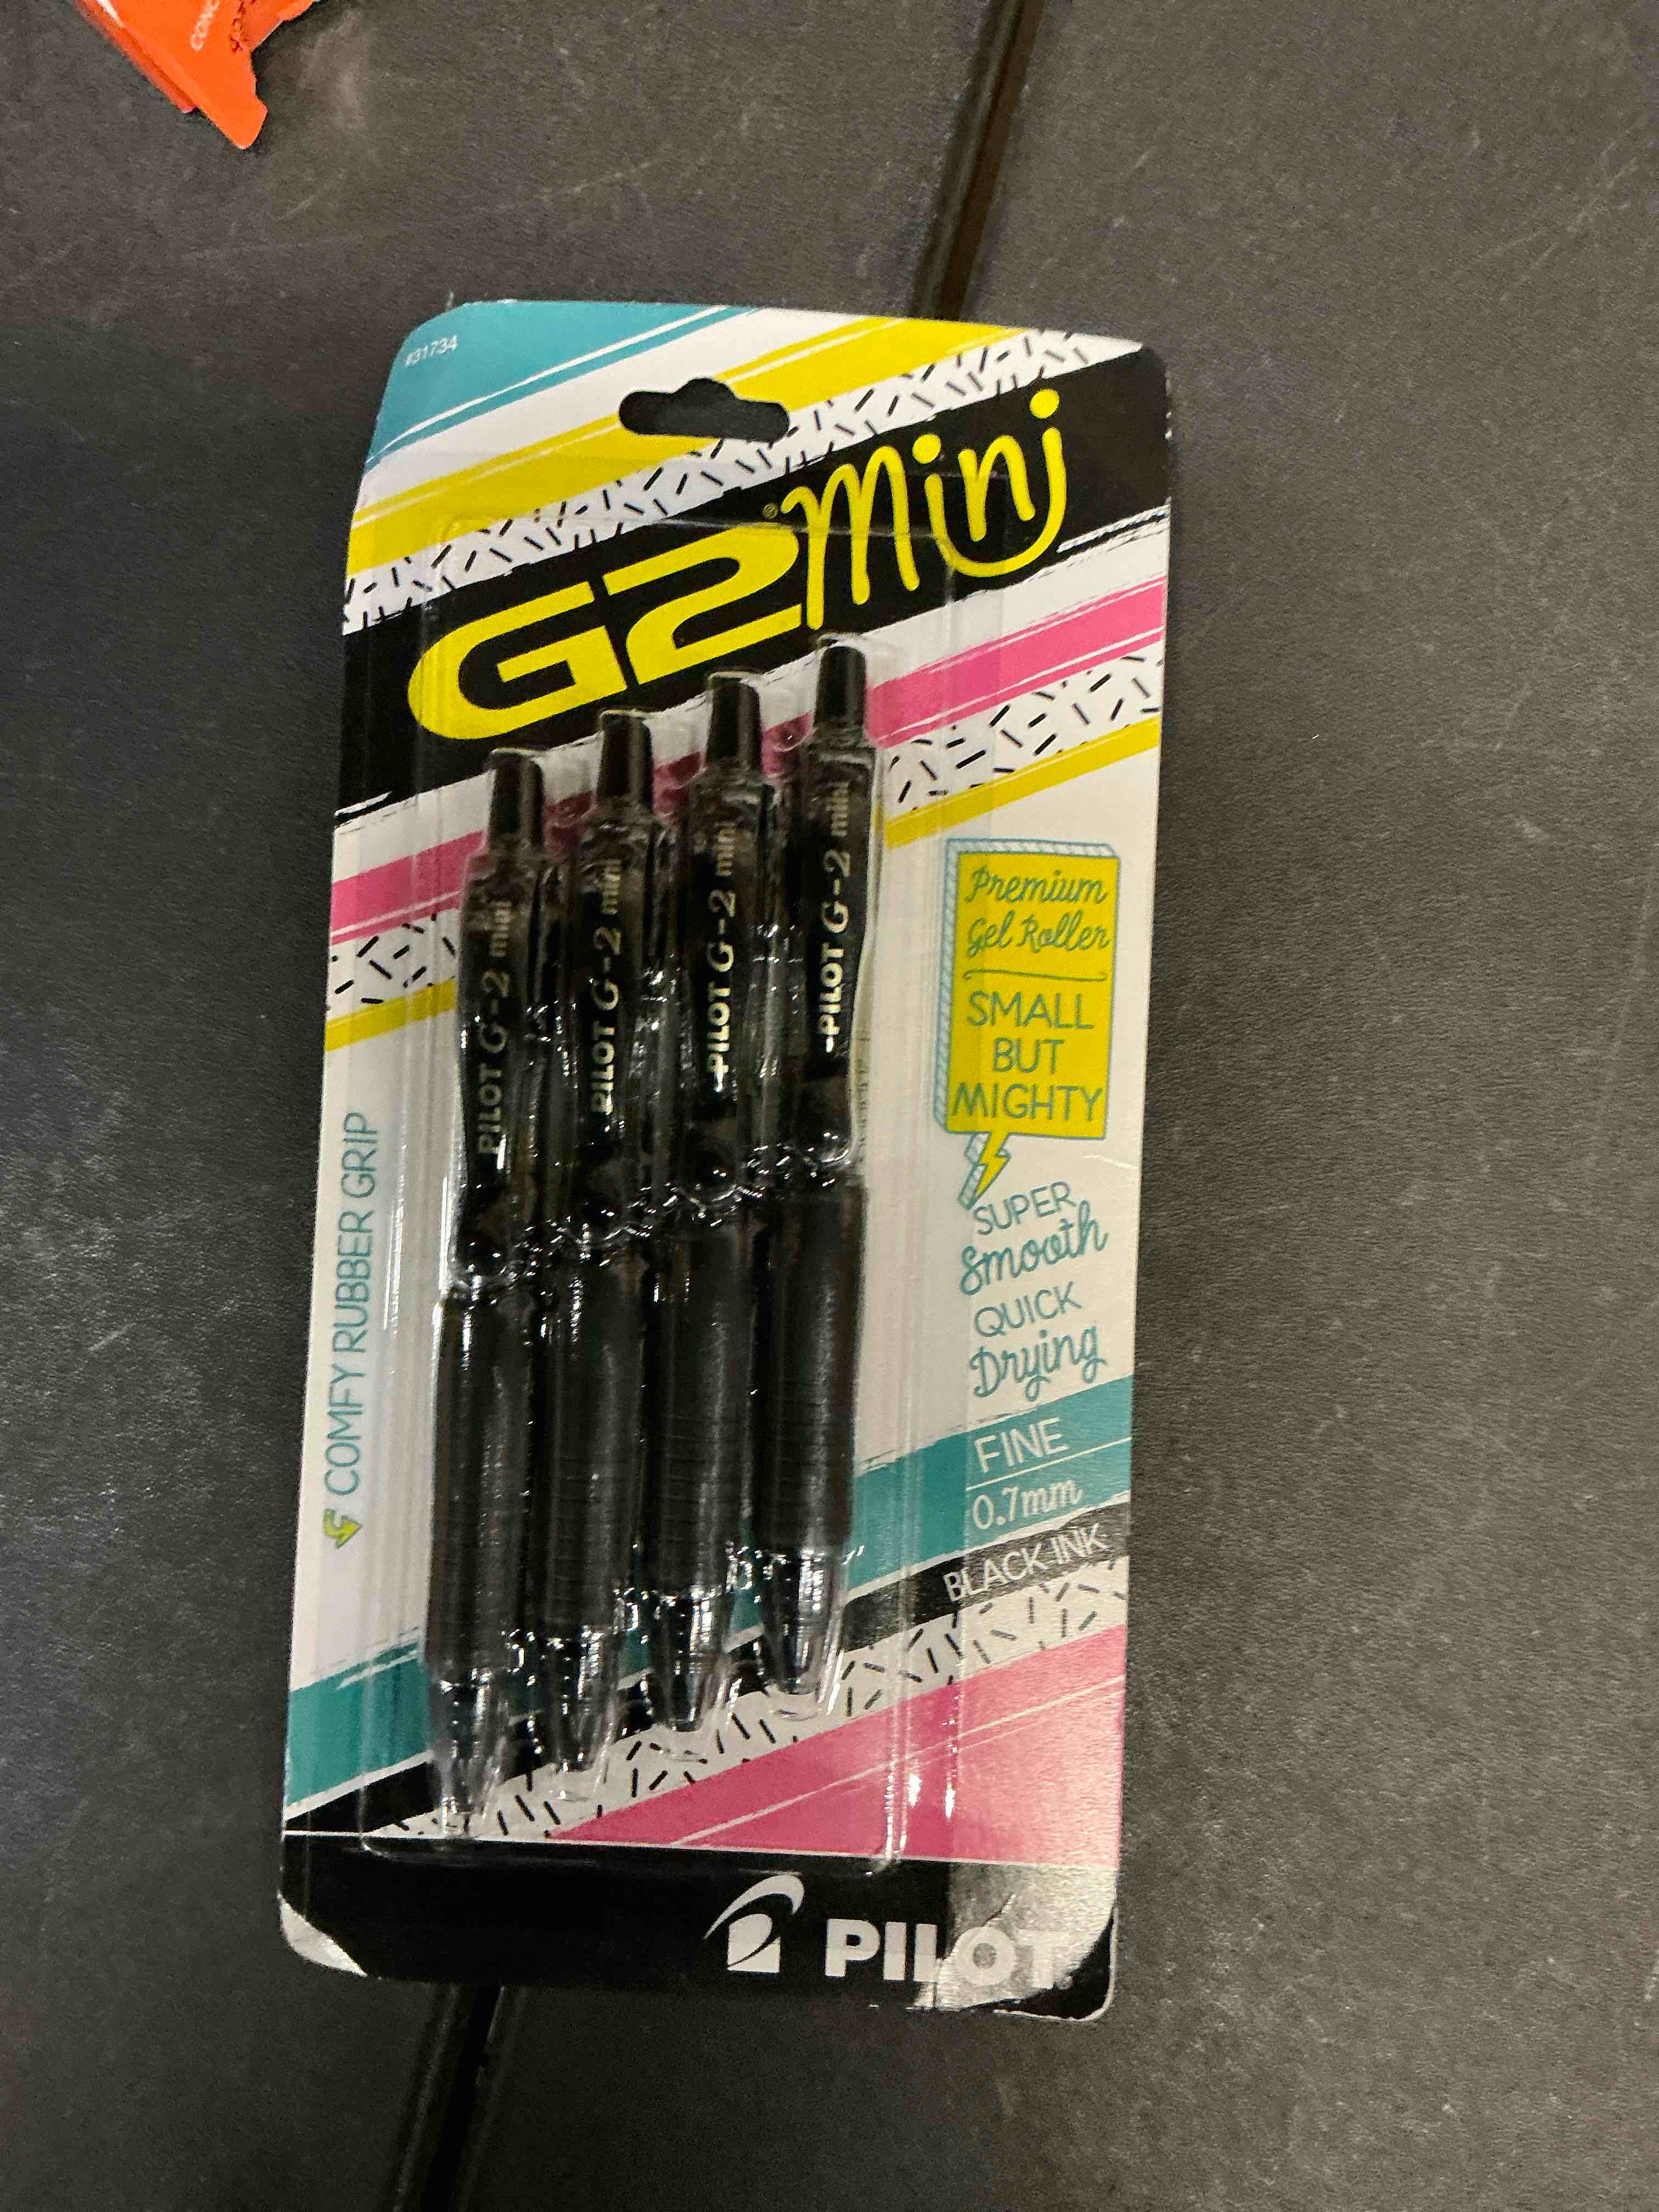 CONC
#31734
G2® mini
PILOT G-2 mini
PILOT G-2 mini
PILOT G-2 mini
PILOT G-2 mini
Premium
Gel Roller
SMALL
BUT
MIGHTY
COMFY RUBBER GRIP
SUPER
Smooth
QUICK
Drying
FINE
0.7mm
BLACK INK
PILOT